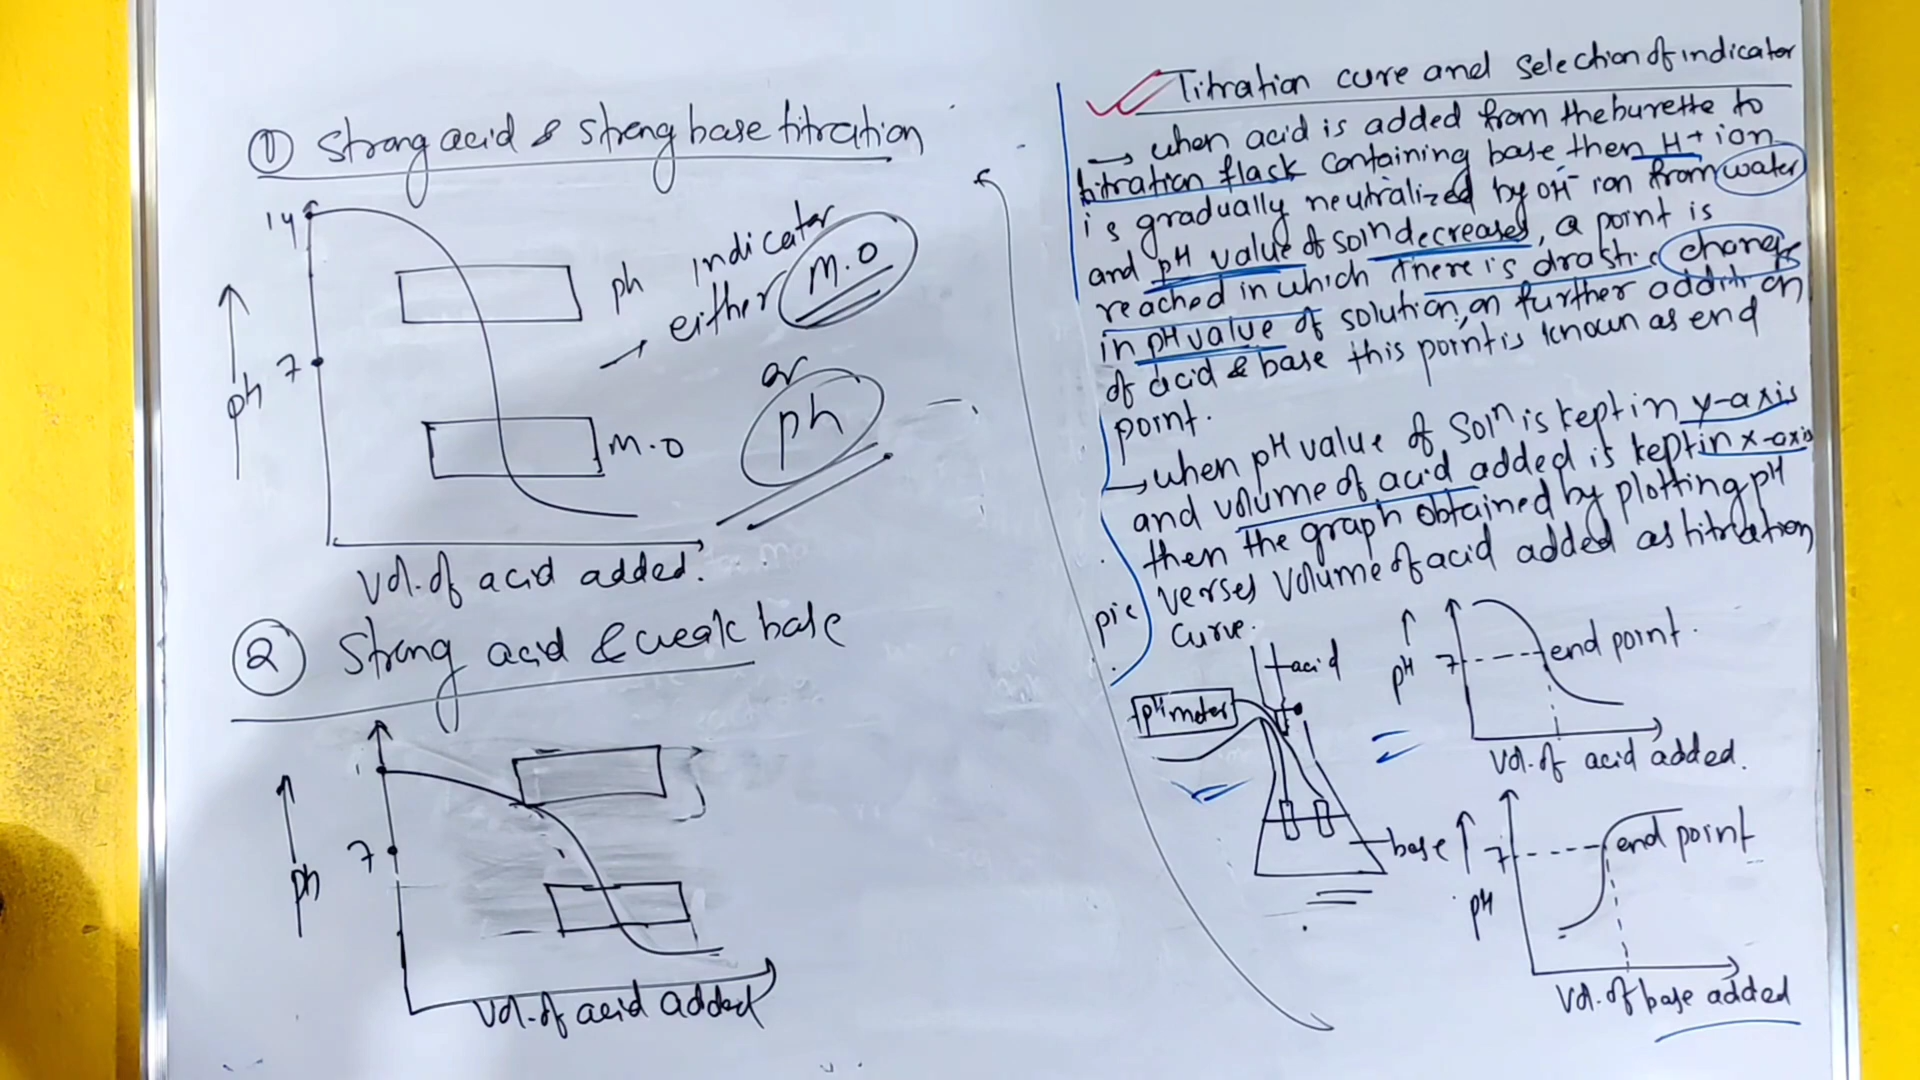 ① Strong acid & strong base titration
14
7
ph
ph
M.O
indicator
either M.O
or
ph
Vol. of acid added.
② Strong acid & weak base
7
ph
Vol. of acid added
Titration cure and selection of indicator
→ when acid is added from the burette to
titration flask containing base then H+ ion
is gradually neutralized by OH- ion from water
and pH value of soln decreases, a point is
reached in which there is drastic change
in pH value of solution, on further addition
of acid & base this point is known as end
point.
→ when pH value of soln is kept in y-axis
and volume of acid added is kept in x-axis
then the graph obtained by plotting pH
verses volume of acid added as titration
curve.
pic
acid
pH meter
base
pH
7
end point.
Vol. of acid added.
pH
7
end point
Vol. of base added